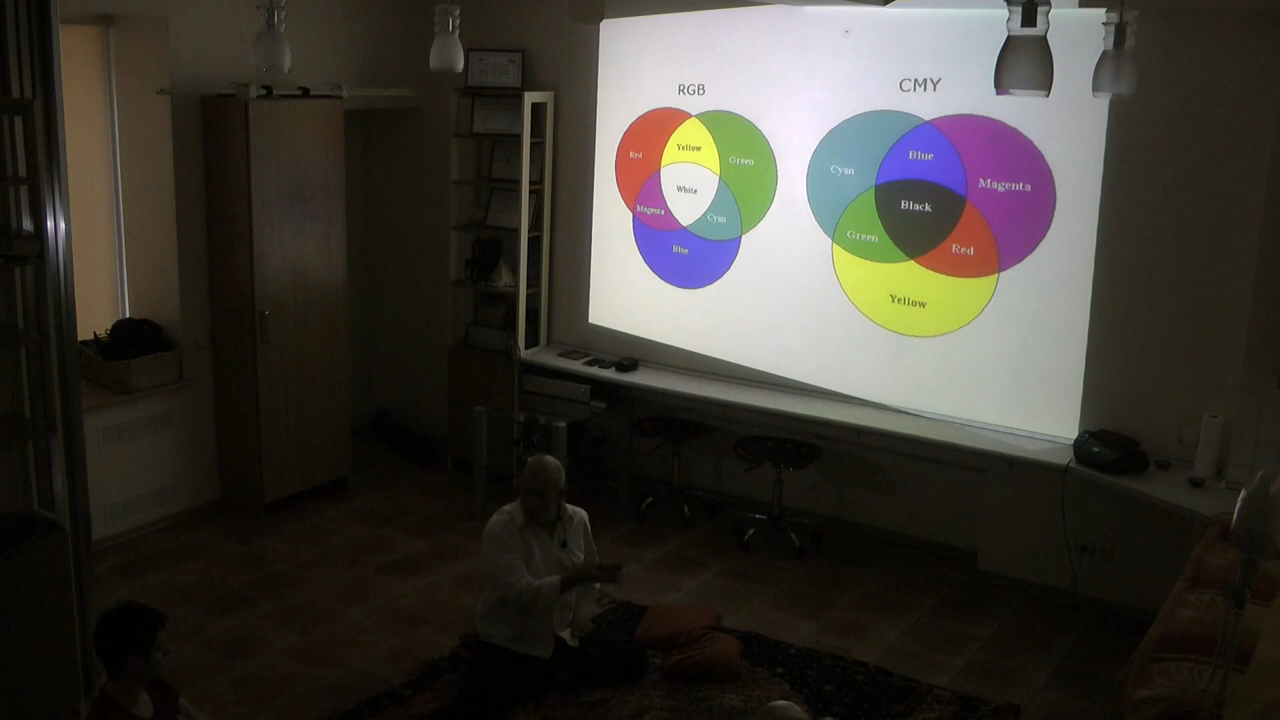 RGB
Red
Yellow
Green
White
Magenta
Cyan
Blue
CMY
Cyan
Blue
Magenta
Black
Green
Red
Yellow